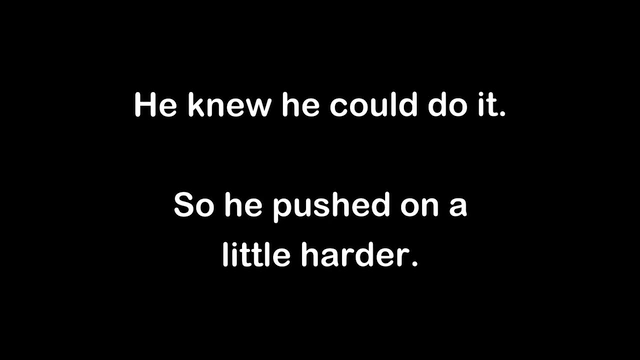 He knew he could do it.
So he pushed on a
little harder.